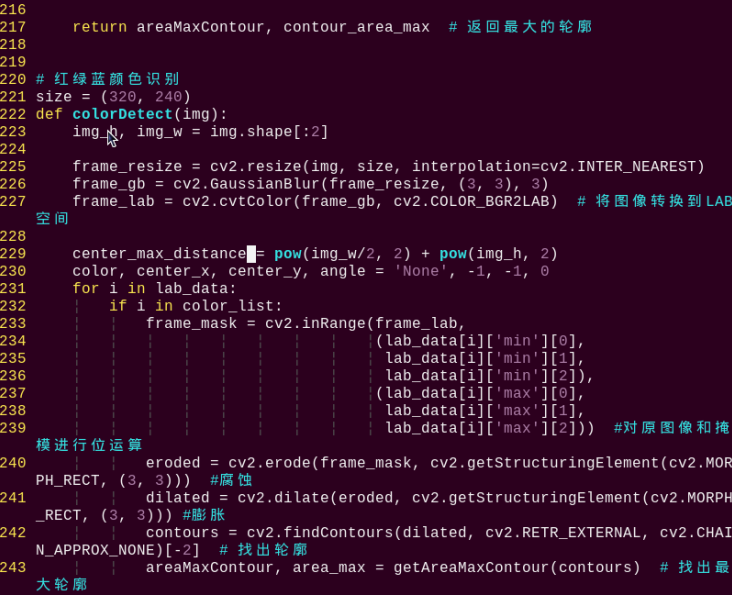 216
217     return areaMaxContour, contour_area_max  # 返回最大的轮廓
218
219
220 # 红绿蓝颜色识别
221 size = (320, 240)
222 def colorDetect(img):
223     img_h, img_w = img.shape[:2]
224
225     frame_resize = cv2.resize(img, size, interpolation=cv2.INTER_NEAREST)
226     frame_gb = cv2.GaussianBlur(frame_resize, (3, 3), 3)
227     frame_lab = cv2.cvtColor(frame_gb, cv2.COLOR_BGR2LAB)  # 将图像转换到LAB
空间
228
229     center_max_distance = pow(img_w/2, 2) + pow(img_h, 2)
230     color, center_x, center_y, angle = 'None', -1, -1, 0
231     for i in lab_data:
232         if i in color_list:
233             frame_mask = cv2.inRange(frame_lab,
234                                      (lab_data[i]['min'][0],
235                                       lab_data[i]['min'][1],
236                                       lab_data[i]['min'][2]),
237                                      (lab_data[i]['max'][0],
238                                       lab_data[i]['max'][1],
239                                       lab_data[i]['max'][2]))  #对原图像和掩
模进行位运算
240             eroded = cv2.erode(frame_mask, cv2.getStructuringElement(cv2.MOR
PH_RECT, (3, 3)))  #腐蚀
241             dilated = cv2.dilate(eroded, cv2.getStructuringElement(cv2.MORPH
_RECT, (3, 3))) #膨胀
242             contours = cv2.findContours(dilated, cv2.RETR_EXTERNAL, cv2.CHAI
N_APPROX_NONE)[-2]  # 找出轮廓
243             areaMaxContour, area_max = getAreaMaxContour(contours)  # 找出最
大轮廓